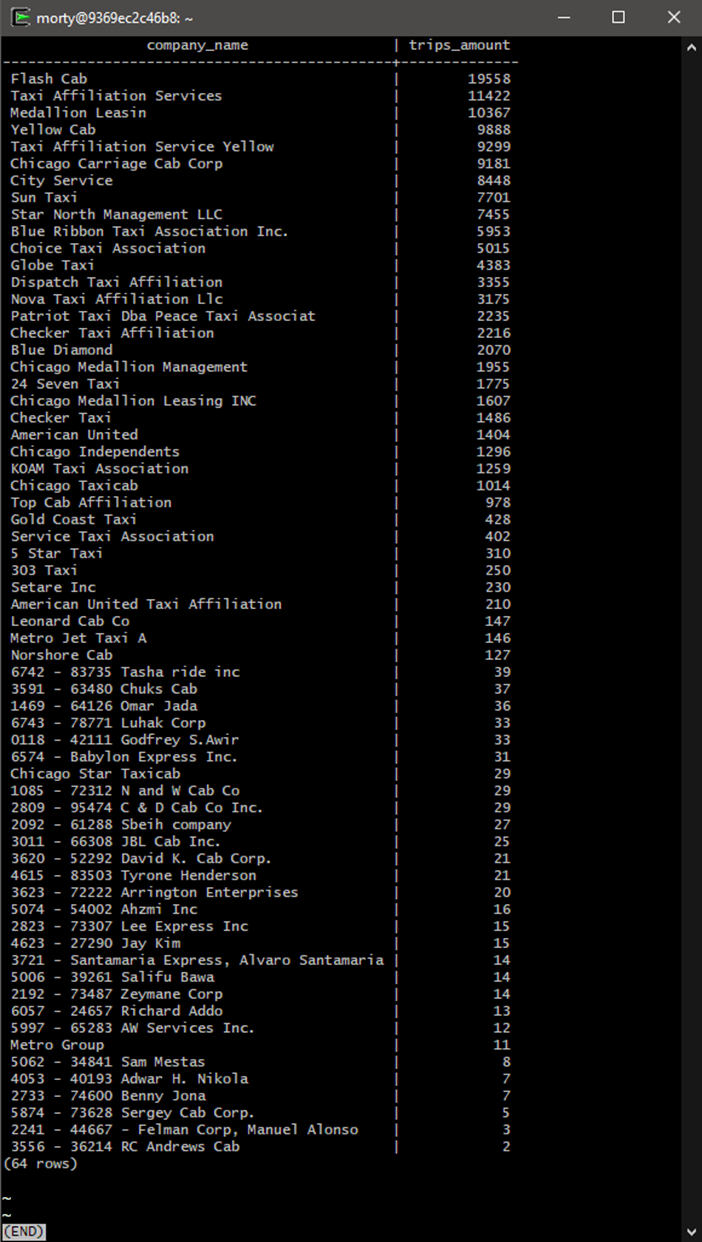 morty@9369ec2c46b8: ~
company_name | trips_amount
---------------------------------------------+--------------
Flash Cab | 19558
Taxi Affiliation Services | 11422
Medallion Leasin | 10367
Yellow Cab | 9888
Taxi Affiliation Service Yellow | 9299
Chicago Carriage Cab Corp | 9181
City Service | 8448
Sun Taxi | 7701
Star North Management LLC | 7455
Blue Ribbon Taxi Association Inc. | 5953
Choice Taxi Association | 5015
Globe Taxi | 4383
Dispatch Taxi Affiliation | 3355
Nova Taxi Affiliation Llc | 3175
Patriot Taxi Dba Peace Taxi Associat | 2235
Checker Taxi Affiliation | 2216
Blue Diamond | 2070
Chicago Medallion Management | 1955
24 Seven Taxi | 1775
Chicago Medallion Leasing INC | 1607
Checker Taxi | 1486
American United | 1404
Chicago Independents | 1296
KOAM Taxi Association | 1259
Chicago Taxicab | 1014
Top Cab Affiliation | 978
Gold Coast Taxi | 428
Service Taxi Association | 402
5 Star Taxi | 310
303 Taxi | 250
Setare Inc | 230
American United Taxi Affiliation | 210
Leonard Cab Co | 147
Metro Jet Taxi A | 146
Norshore Cab | 127
6742 - 83735 Tasha ride inc | 39
3591 - 63480 Chuks Cab | 37
1469 - 64126 Omar Jada | 36
6743 - 78771 Luhak Corp | 33
0118 - 42111 Godfrey S.Awir | 33
6574 - Babylon Express Inc. | 31
Chicago Star Taxicab | 29
1085 - 72312 N and W Cab Co | 29
2809 - 95474 C & D Cab Co Inc. | 29
2092 - 61288 Sbeih company | 27
3011 - 66308 JBL Cab Inc. | 25
3620 - 52292 David K. Cab Corp. | 21
4615 - 83503 Tyrone Henderson | 21
3623 - 72222 Arrington Enterprises | 20
5074 - 54002 Ahzmi Inc | 16
2823 - 73307 Lee Express Inc | 15
4623 - 27290 Jay Kim | 15
3721 - Santamaria Express, Alvaro Santamaria | 14
5006 - 39261 Salifu Bawa | 14
2192 - 73487 Zeymane Corp | 14
6057 - 24657 Richard Addo | 13
5997 - 65283 AW Services Inc. | 12
Metro Group | 11
5062 - 34841 Sam Mestas | 8
4053 - 40193 Adwar H. Nikola | 7
2733 - 74600 Benny Jona | 7
5874 - 73628 Sergey Cab Corp. | 5
2241 - 44667 - Felman Corp, Manuel Alonso | 3
3556 - 36214 RC Andrews Cab | 2
(64 rows)
~
~
(END)